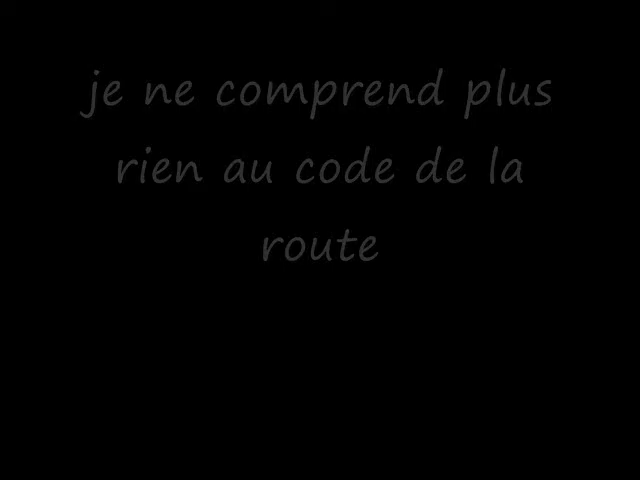 je ne comprend plus
rien au code de la
route